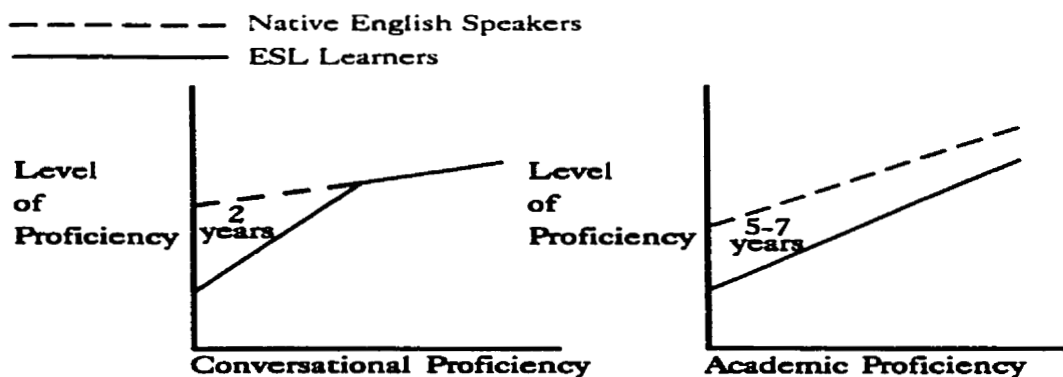 Native English Speakers
ESL Learners
Level
of
Proficiency
2
years
Conversational Proficiency
Level
of
Proficiency
5-7
years
Academic Proficiency